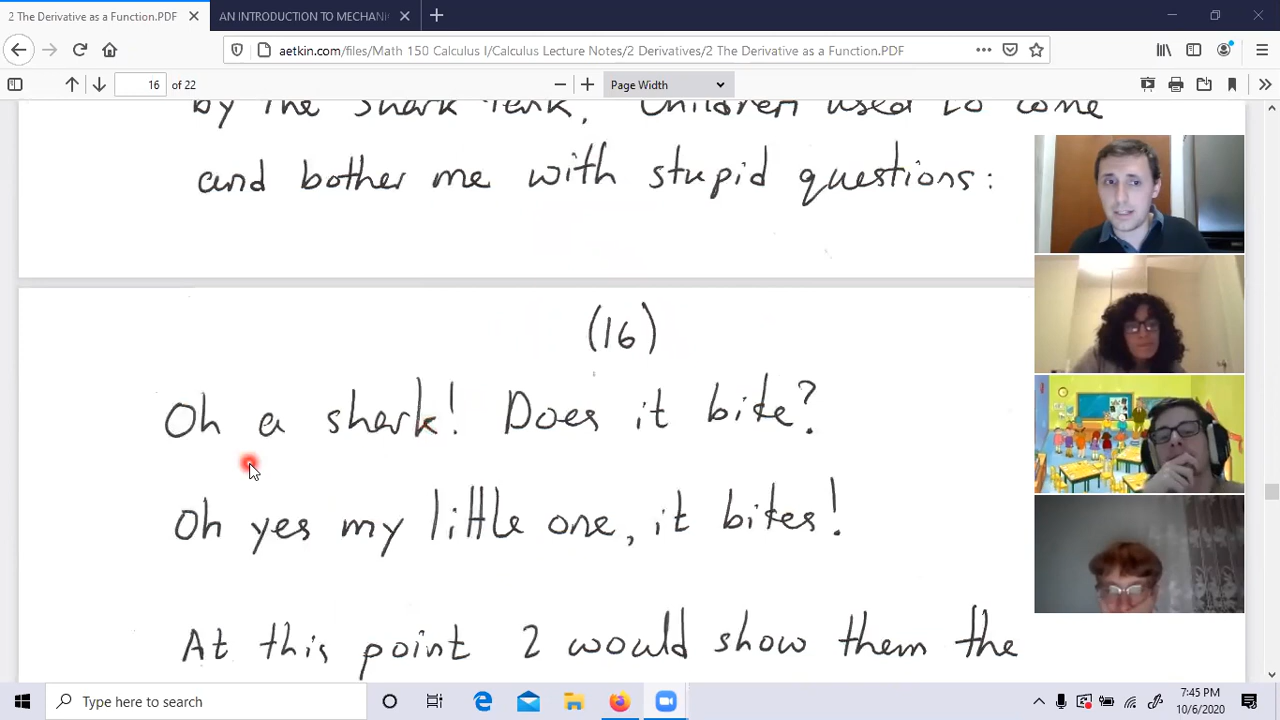 2 The Derivative as a Function.PDF
AN INTRODUCTION TO MECHANI
aetkin.com/files/Math 150 Calculus I/Calculus Lecture Notes/2 Derivatives/2 The Derivative as a Function.PDF
16 of 22
Page Width
by the shark tank. Children used to come
and bother me with stupid questions:
(16)
Oh a shark! Does it bite?
Oh yes my little one, it bites!
At this point 2 would show them the
Type here to search
7:45 PM
10/6/2020